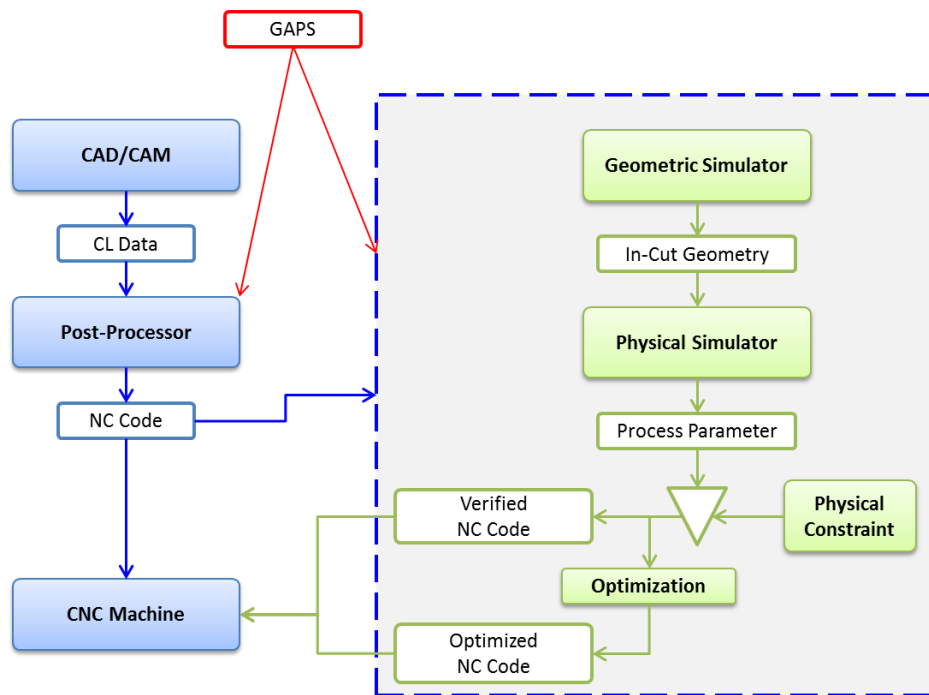 GAPS
CAD/CAM
CL Data
Post-Processor
NC Code
CNC Machine
Geometric Simulator
In-Cut Geometry
Physical Simulator
Process Parameter
Physical
Constraint
Verified
NC Code
Optimization
Optimized
NC Code